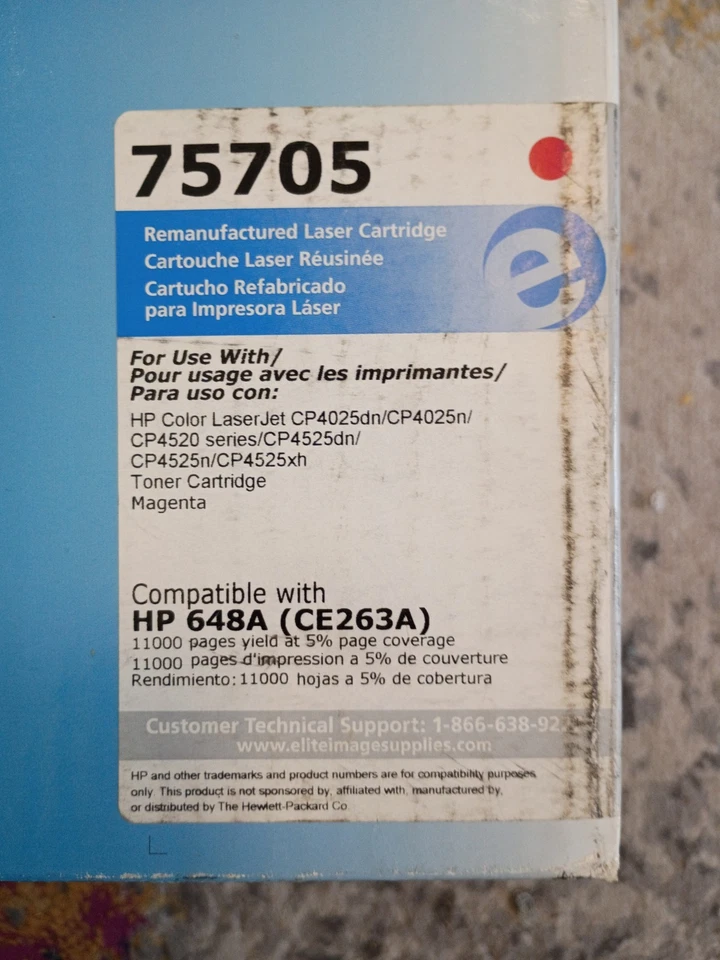 75705
Remanufactured Laser Cartridge
Cartouche Laser Réusinée
Cartucho Refabricado
para Impresora Láser
e
For Use With/
Pour usage avec les imprimantes/
Para uso con:
HP Color LaserJet CP4025dn/CP4025n/
CP4520 series/CP4525dn/
CP4525n/CP4525xh
Toner Cartridge
Magenta
Compatible with
HP 648A (CE263A)
11000 pages yield at 5% page coverage
11000 pages d'impression a 5% de couverture
Rendimiento: 11000 hojas a 5% de cobertura
Customer Technical Support:
www.eliteimagesupplies.com
HP and other trademarks and product numbers are for compatibility purposes
only. This product is not sponsored by, affiliated with, manufactured by,
or distributed by The Hewlett-Packard Co.